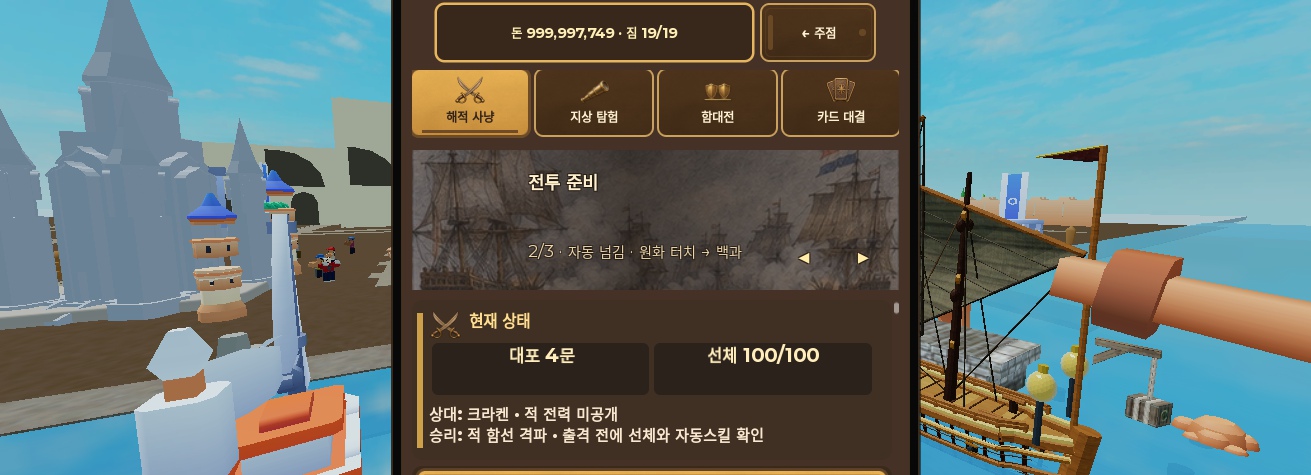 돈 999,997,749 · 짐 19/19
← 주점
해적 사냥
지상 탐험
함대전
카드 대결
전투 준비
2/3 · 자동 넘김 · 원화 터치 → 백과
◀ ▶
현재 상태
대포 4문
선체 100/100
상대: 크라켄 • 적 전력 미공개
승리: 적 함선 격파 • 출격 전에 선체와 자동스킬 확인